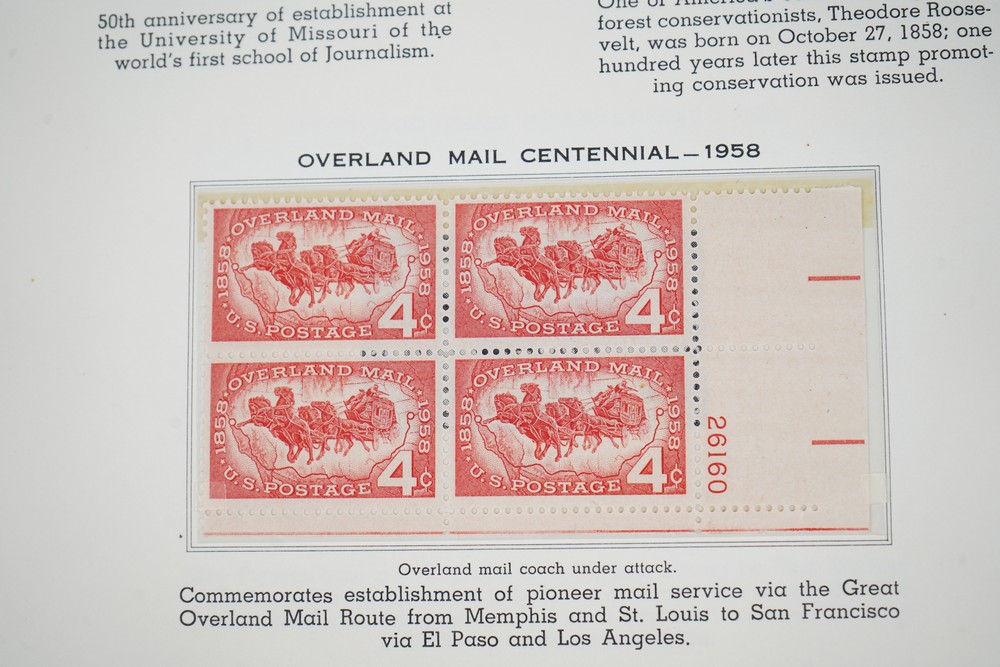 50th anniversary of establishment at
the University of Missouri of the
world's first school of Journalism.
One of America's
forest conservationists, Theodore Roose-
velt, was born on October 27, 1858; one
hundred years later this stamp promot-
ing conservation was issued.
OVERLAND MAIL CENTENNIAL—1958
1858 · OVERLAND MAIL · 1958
U.S. POSTAGE 4¢
1858 · OVERLAND MAIL · 1958
U.S. POSTAGE 4¢
1858 · OVERLAND MAIL · 1958
U.S. POSTAGE 4¢
1858 · OVERLAND MAIL · 1958
U.S. POSTAGE 4¢
26160
Overland mail coach under attack.
Commemorates establishment of pioneer mail service via the Great
Overland Mail Route from Memphis and St. Louis to San Francisco
via El Paso and Los Angeles.